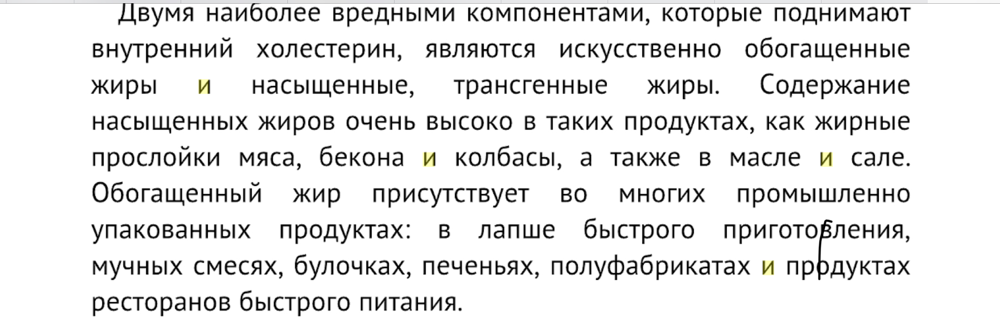 Двумя наиболее вредными компонентами, которые поднимают
внутренний холестерин, являются искусственно обогащенные
жиры и насыщенные, трансгенные жиры. Содержание
насыщенных жиров очень высоко в таких продуктах, как жирные
прослойки мяса, бекона и колбасы, а также в масле и сале.
Обогащенный жир присутствует во многих промышленно
упакованных продуктах: в лапше быстрого приготовления,
мучных смесях, булочках, печеньях, полуфабрикатах и продуктах
ресторанов быстрого питания.